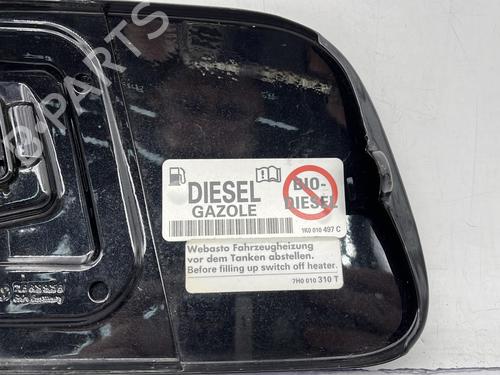 B-PARTS
DIESEL
GAZOLE
BIO-
DIESEL
1K0 010 497 C
Webasto Fahrzeugheizung
vor dem Tanken abstellen.
Before filling up switch off heater.
7H0 010 310 T